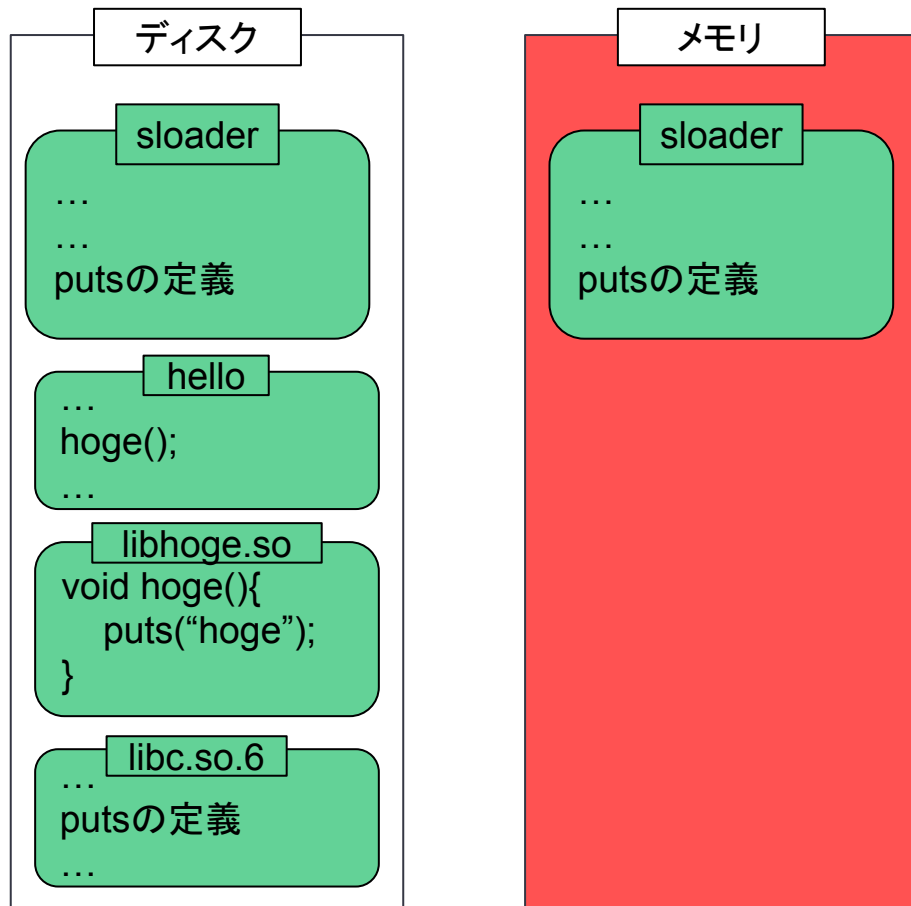 ディスク
sloader
…
…
putsの定義
hello
…
hoge();
…
libhoge.so
void hoge(){
puts(“hoge”);
}
libc.so.6
…
putsの定義
…
メモリ
sloader
…
…
putsの定義